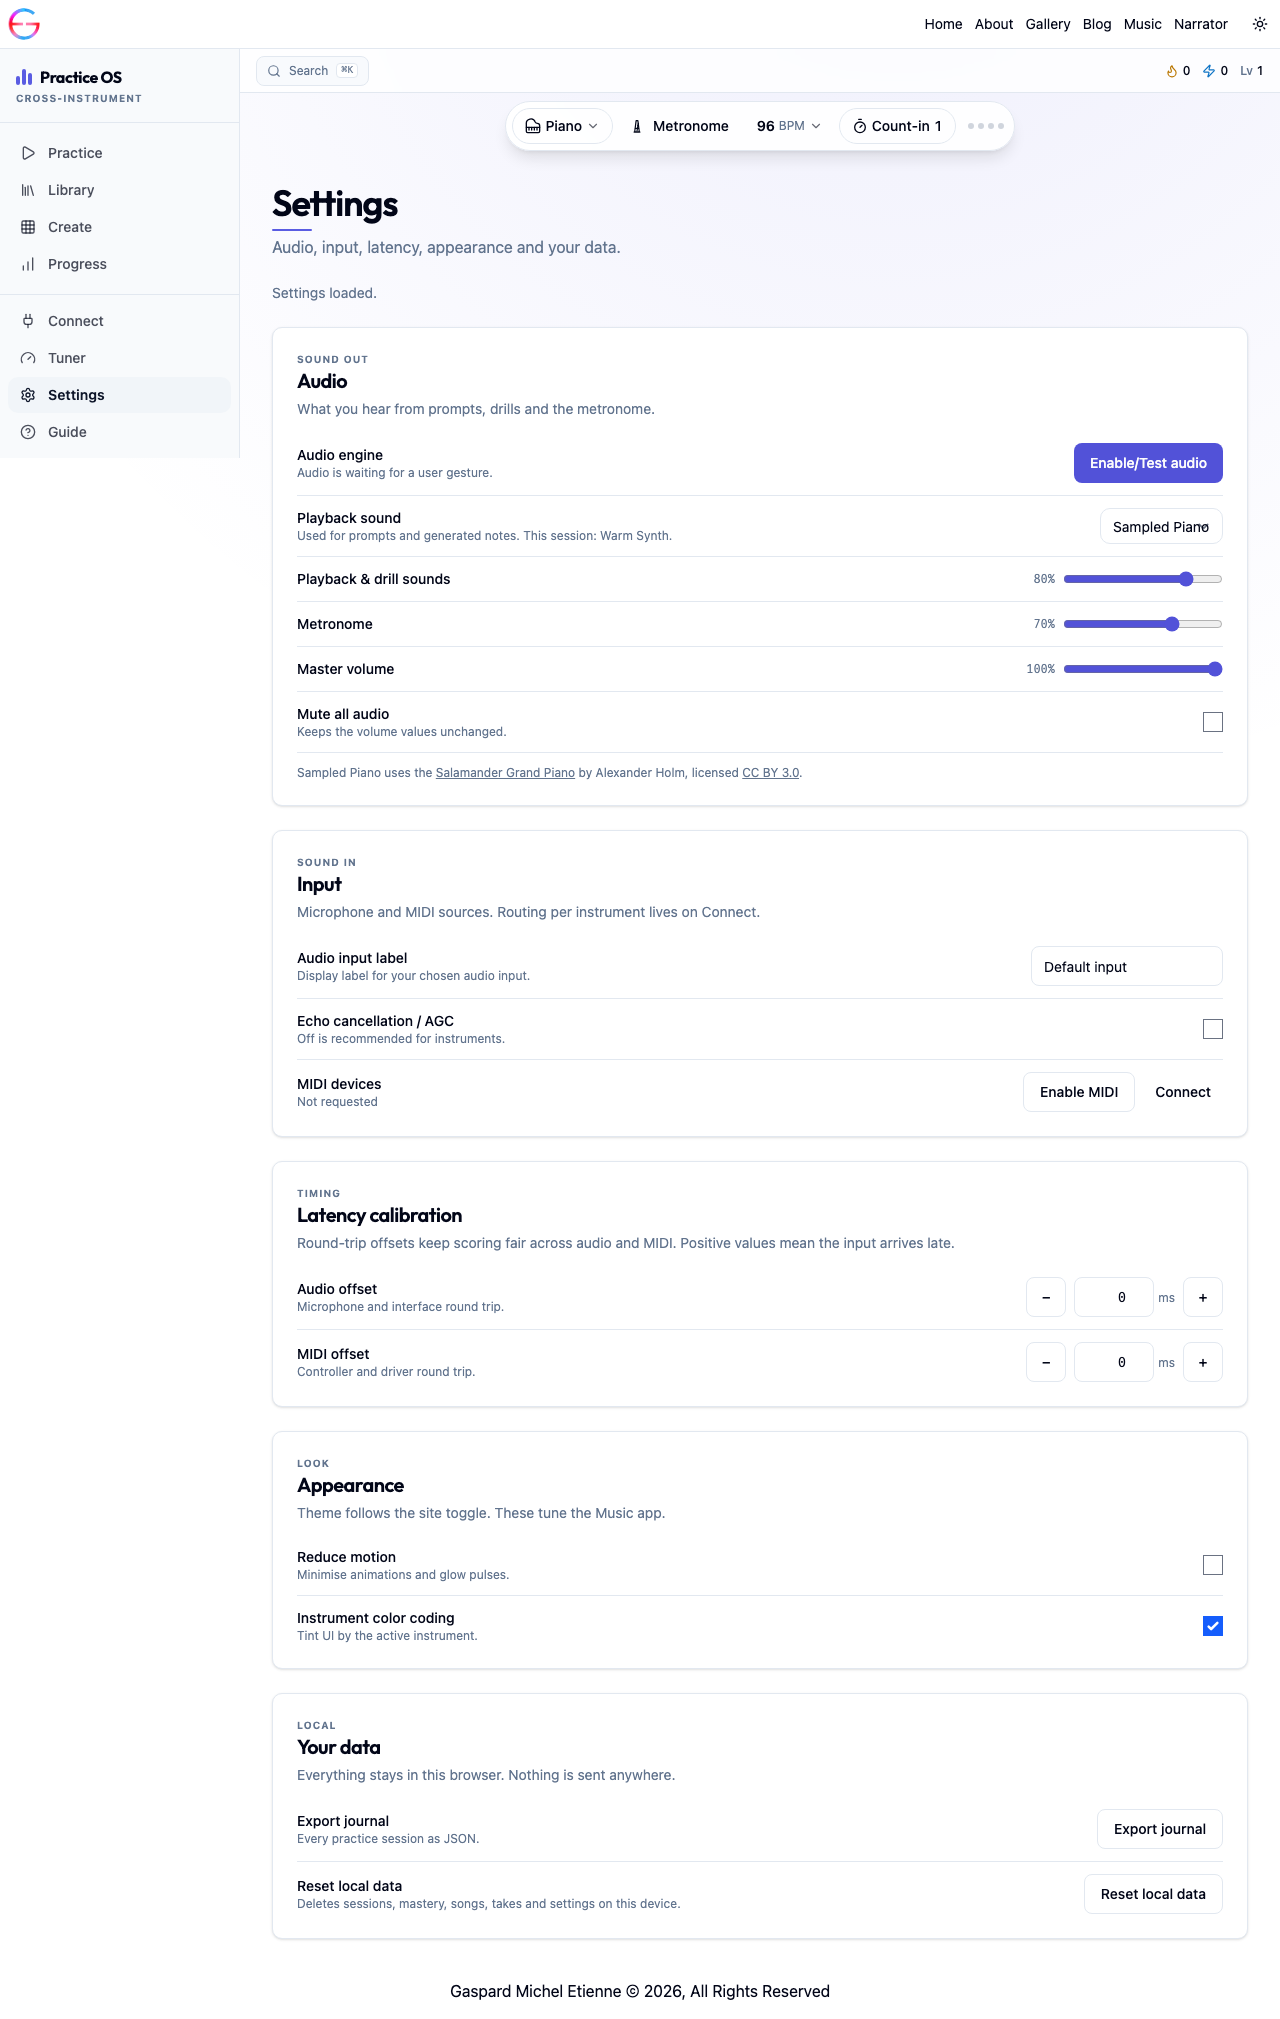 Home About Gallery Blog Music Narrator
Practice OS
CROSS-INSTRUMENT
Search ⌘K
0 0 Lv 1
Piano Metronome 96 BPM Count-in 1
Practice
Library
Create
Progress
Connect
Tuner
Settings
Guide
Settings
Audio, input, latency, appearance and your data.
Settings loaded.
SOUND OUT
Audio
What you hear from prompts, drills and the metronome.
Audio engine
Audio is waiting for a user gesture.
Enable/Test audio
Playback sound
Used for prompts and generated notes. This session: Warm Synth.
Sampled Piano
Playback & drill sounds 80%
Metronome 70%
Master volume 100%
Mute all audio
Keeps the volume values unchanged.
Sampled Piano uses the Salamander Grand Piano by Alexander Holm, licensed CC BY 3.0.
SOUND IN
Input
Microphone and MIDI sources. Routing per instrument lives on Connect.
Audio input label
Display label for your chosen audio input.
Default input
Echo cancellation / AGC
Off is recommended for instruments.
MIDI devices
Not requested
Enable MIDI Connect
TIMING
Latency calibration
Round-trip offsets keep scoring fair across audio and MIDI. Positive values mean the input arrives late.
Audio offset
Microphone and interface round trip.
− 0 ms +
MIDI offset
Controller and driver round trip.
− 0 ms +
LOOK
Appearance
Theme follows the site toggle. These tune the Music app.
Reduce motion
Minimise animations and glow pulses.
Instrument color coding
Tint UI by the active instrument.
LOCAL
Your data
Everything stays in this browser. Nothing is sent anywhere.
Export journal
Every practice session as JSON.
Export journal
Reset local data
Deletes sessions, mastery, songs, takes and settings on this device.
Reset local data
Gaspard Michel Etienne © 2026, All Rights Reserved